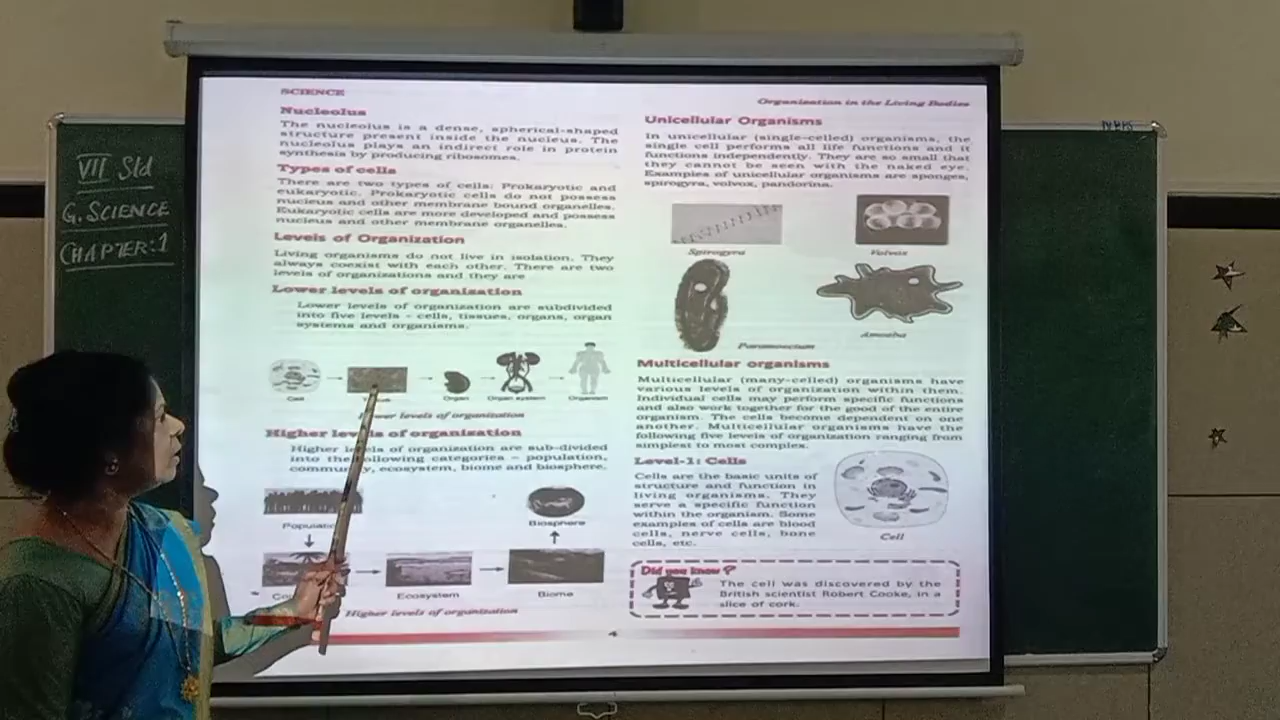 VII Std
G. SCIENCE
CHAPTER:1
SCIENCE
Nucleolus
The nucleolus is a dense, spherical-shaped
structure present inside the nucleus. The
nucleolus plays an indirect role in protein
synthesis by producing ribosomes.
Types of cells
There are two types of cells: Prokaryotic and
eukaryotic. Prokaryotic cells do not possess
nucleus and other membrane bound organelles.
Eukaryotic cells are more developed and possess
nucleus and other membrane organelles.
Levels of Organization
Living organisms do not live in isolation. They
always coexist with each other. There are two
levels of organizations and they are
Lower levels of organisation
Lower levels of organization are subdivided
into five levels - cells, tissues, organs, organ
systems and organisms.
Cell
Organ
Organ system
Organism
Lower levels of organization
Higher levels of organisation
Higher levels of organization are sub-divided
into the following categories - population,
community, ecosystem, biome and biosphere.
Population
Biosphere
Ecosystem
Biome
Higher levels of organization
Organization in the Living Bodies
Unicellular Organisms
In unicellular (single-celled) organisms, the
single cell performs all life functions and it
functions independently. They are so small that
they cannot be seen with the naked eye.
Examples of unicellular organisms are sponges,
spirogyra, volvox, pandorina.
Spirogyra
Volvox
Paramoecium
Amoeba
Multicellular organisms
Multicellular (many-celled) organisms have
various levels of organization within them.
Individual cells may perform specific functions
and also work together for the good of the entire
organism. The cells become dependent on one
another. Multicellular organisms have the
following five levels of organization ranging from
simplest to most complex.
Level-1: Cells
Cells are the basic units of
structure and function in
living organisms. They
serve a specific function
within the organism. Some
examples of cells are blood
cells, nerve cells, bone
cells, etc.
Cell
Did you know?
The cell was discovered by the
British scientist Robert Cooke, in a
slice of cork.
4